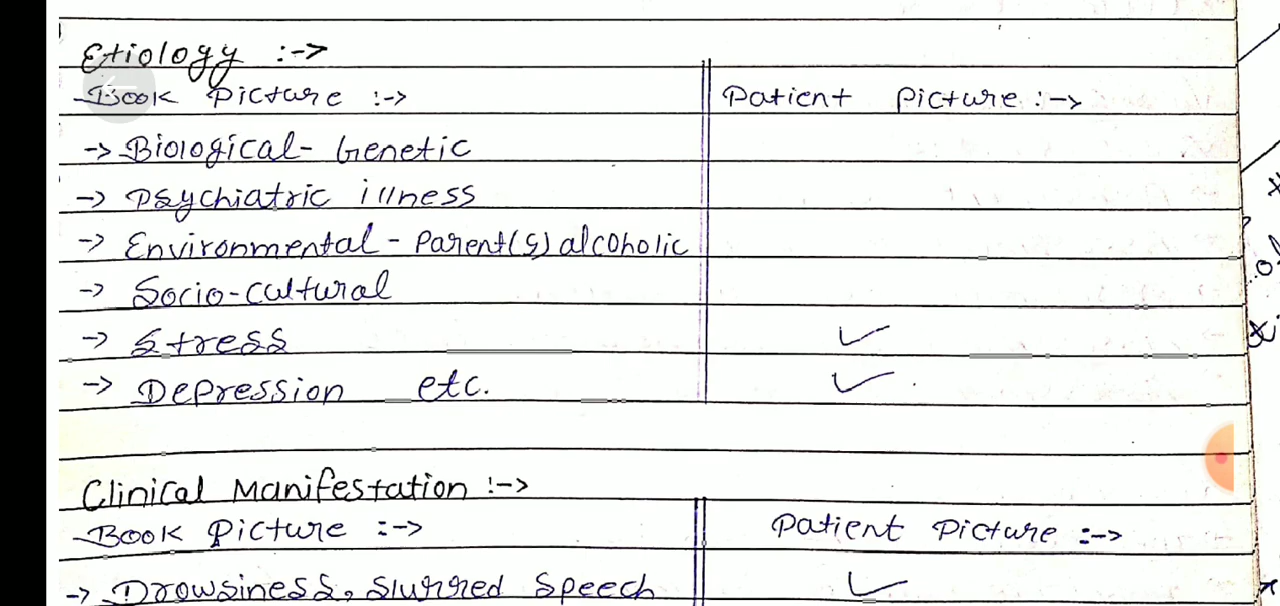 Etiology :->
Book Picture :-> Patient Picture :->
-> Biological - Genetic
-> Psychiatric illness
-> Environmental - Parent(s) alcoholic
-> Socio-cultural
-> Stress ✓
-> Depression etc. ✓
Clinical Manifestation :->
Book Picture :-> Patient Picture :->
-> Drowsiness, slurred speech ✓